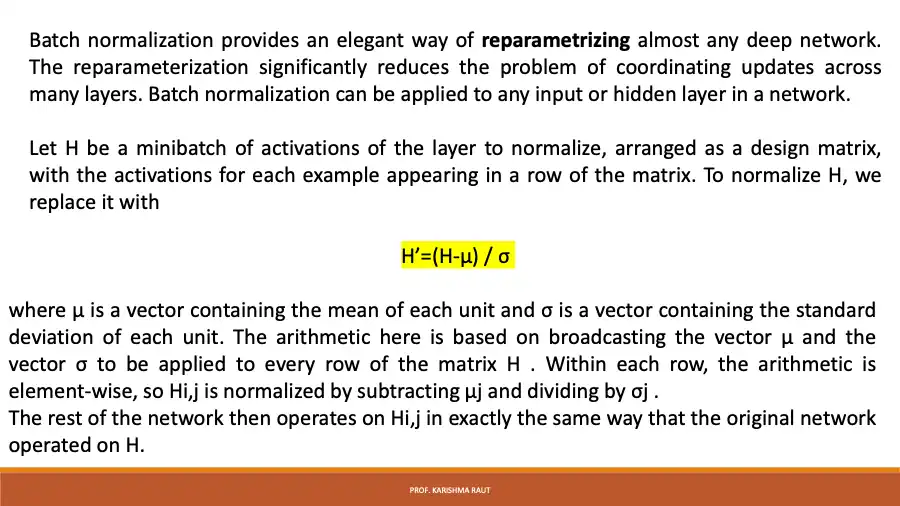 Batch normalization provides an elegant way of reparametrizing almost any deep network.
The reparameterization significantly reduces the problem of coordinating updates across
many layers. Batch normalization can be applied to any input or hidden layer in a network.
Let H be a minibatch of activations of the layer to normalize, arranged as a design matrix,
with the activations for each example appearing in a row of the matrix. To normalize H, we
replace it with
H’=(H-μ) / σ
where μ is a vector containing the mean of each unit and σ is a vector containing the standard
deviation of each unit. The arithmetic here is based on broadcasting the vector μ and the
vector σ to be applied to every row of the matrix H . Within each row, the arithmetic is
element-wise, so Hi,j is normalized by subtracting μj and dividing by σj .
The rest of the network then operates on Hi,j in exactly the same way that the original network
operated on H.
PROF. KARISHMA RAUT